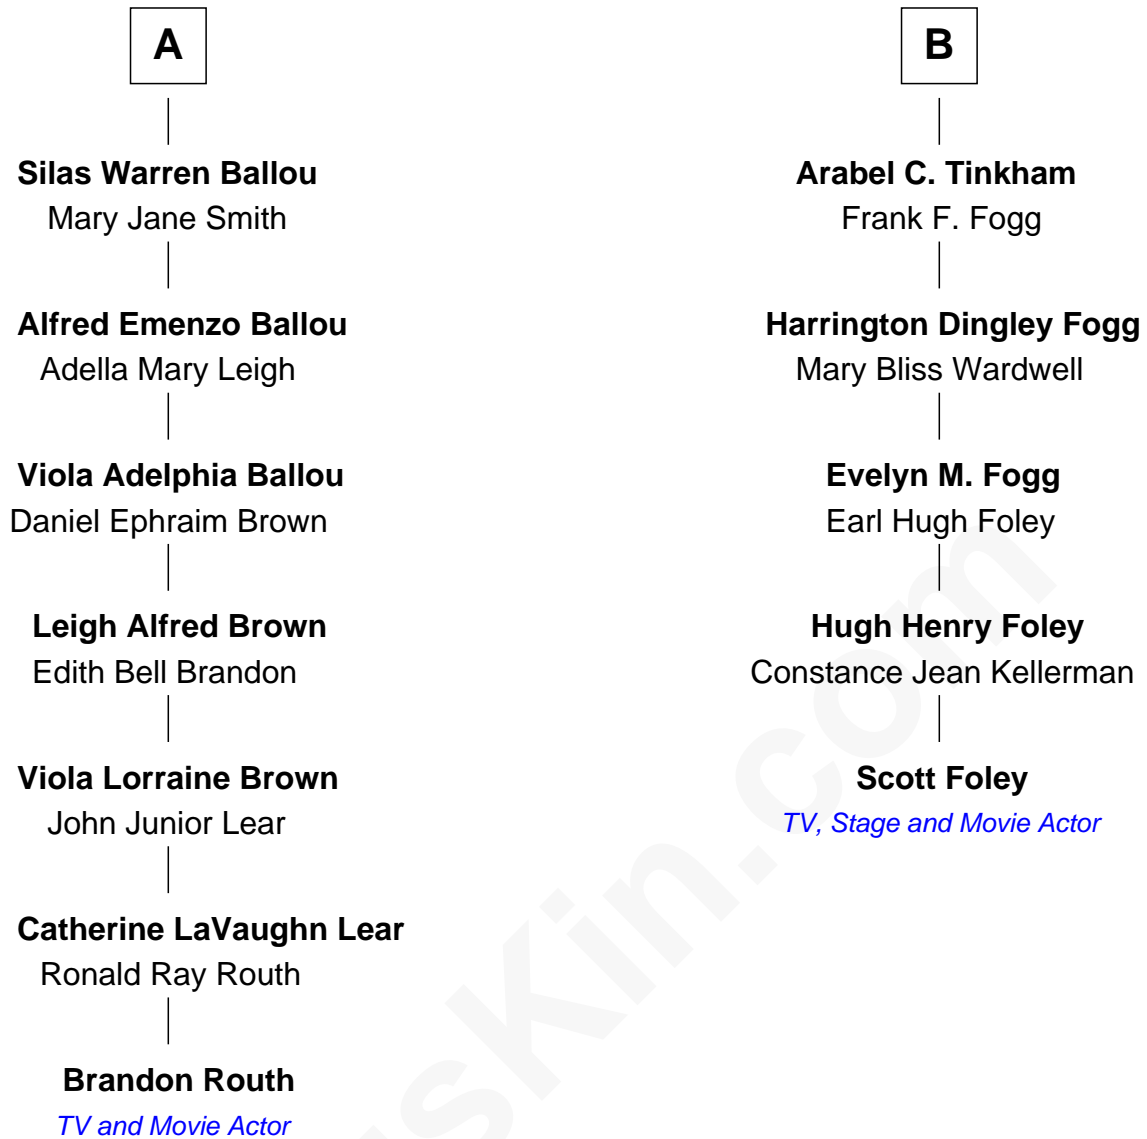 A
Silas Warren Ballou
Mary Jane Smith
Alfred Emenzo Ballou
Adella Mary Leigh
Viola Adelphia Ballou
Daniel Ephraim Brown
Leigh Alfred Brown
Edith Bell Brandon
Viola Lorraine Brown
John Junior Lear
Catherine LaVaughn Lear
Ronald Ray Routh
Brandon Routh
TV and Movie Actor
B
Arabel C. Tinkham
Frank F. Fogg
Harrington Dingley Fogg
Mary Bliss Wardwell
Evelyn M. Fogg
Earl Hugh Foley
Hugh Henry Foley
Constance Jean Kellerman
Scott Foley
TV, Stage and Movie Actor